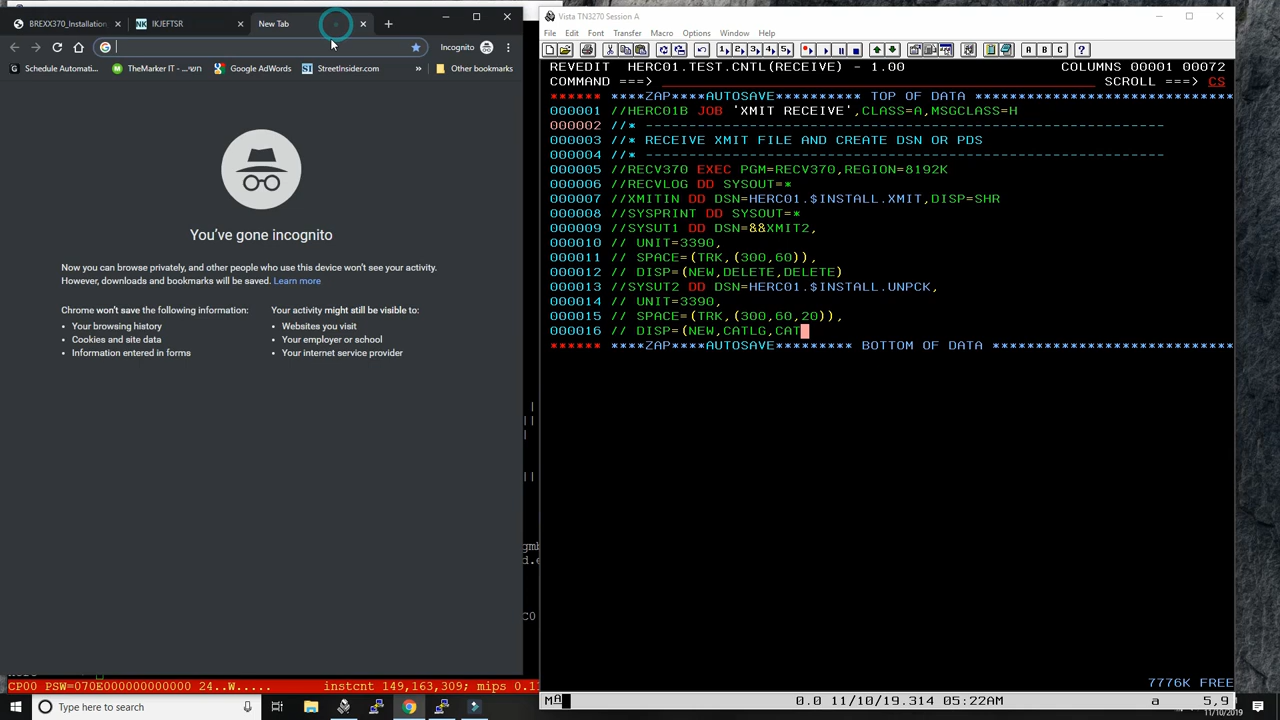 BREXX370_Installation
IKJEFTSR
New Tab
Incognito
Schedule Automati...
TheMarker IT - חשי...
Google AdWords
StreetInsider.com
»
Other bookmarks
You've gone incognito
Now you can browse privately, and other people who use this device won't see your activity.
However, downloads and bookmarks will be saved. Learn more
Chrome won't save the following information:
• Your browsing history
• Cookies and site data
• Information entered in forms
Your activity might still be visible to:
• Websites you visit
• Your employer or school
• Your internet service provider
CP00 PSW=070E000000000000 24..W..... instcnt 149,163,309; mips 0.1
Vista TN3270 Session A
File Edit Font Transfer Macro Options Window Help
REVEDIT HERC01.TEST.CNTL(RECEIVE) - 1.00 COLUMNS 00001 00072
COMMAND ===> SCROLL ===> CS
****** ****ZAP****AUTOSAVE********* TOP OF DATA *******************************
000001 //HERC01B JOB 'XMIT RECEIVE',CLASS=A,MSGCLASS=H
000002 //* ------------------------------------------------------------
000003 //* RECEIVE XMIT FILE AND CREATE DSN OR PDS
000004 //* ------------------------------------------------------------
000005 //RECV370 EXEC PGM=RECV370,REGION=8192K
000006 //RECVLOG DD SYSOUT=*
000007 //XMITIN DD DSN=HERC01.$INSTALL.XMIT,DISP=SHR
000008 //SYSPRINT DD SYSOUT=*
000009 //SYSUT1 DD DSN=&&XMIT2,
000010 // UNIT=3390,
000011 // SPACE=(TRK,(300,60)),
000012 // DISP=(NEW,DELETE,DELETE)
000013 //SYSUT2 DD DSN=HERC01.$INSTALL.UNPCK,
000014 // UNIT=3390,
000015 // SPACE=(TRK,(300,60,20)),
000016 // DISP=(NEW,CATLG,CAT
****** ****ZAP****AUTOSAVE********* BOTTOM OF DATA *****************************
7776K FREE
0.0 11/10/19.314 05:22AM a 5,9
Type here to search
11/10/2019